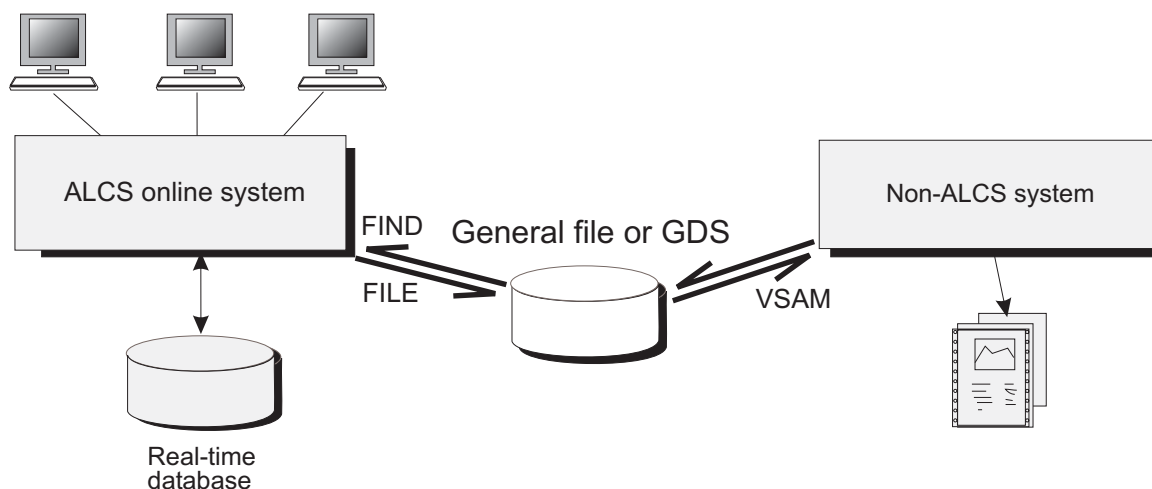 ALCS online system
Non-ALCS system
FIND
General file or GDS
FILE
VSAM
Real-time
database